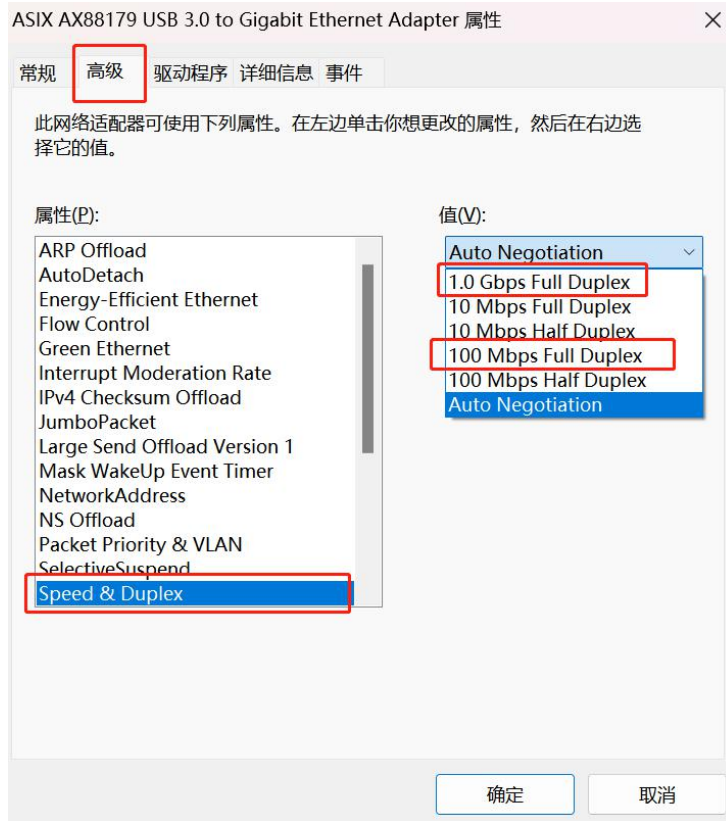 ASIX AX88179 USB 3.0 to Gigabit Ethernet Adapter 属性
常规 高级 驱动程序 详细信息 事件
此网络适配器可使用下列属性。在左边单击你想更改的属性，然后在右边选
择它的值。
属性(P):
ARP Offload
AutoDetach
Energy-Efficient Ethernet
Flow Control
Green Ethernet
Interrupt Moderation Rate
IPv4 Checksum Offload
JumboPacket
Large Send Offload Version 1
Mask WakeUp Event Timer
NetworkAddress
NS Offload
Packet Priority & VLAN
SelectiveSuspend
Speed & Duplex
值(V):
Auto Negotiation
1.0 Gbps Full Duplex
10 Mbps Full Duplex
10 Mbps Half Duplex
100 Mbps Full Duplex
100 Mbps Half Duplex
Auto Negotiation
确定
取消